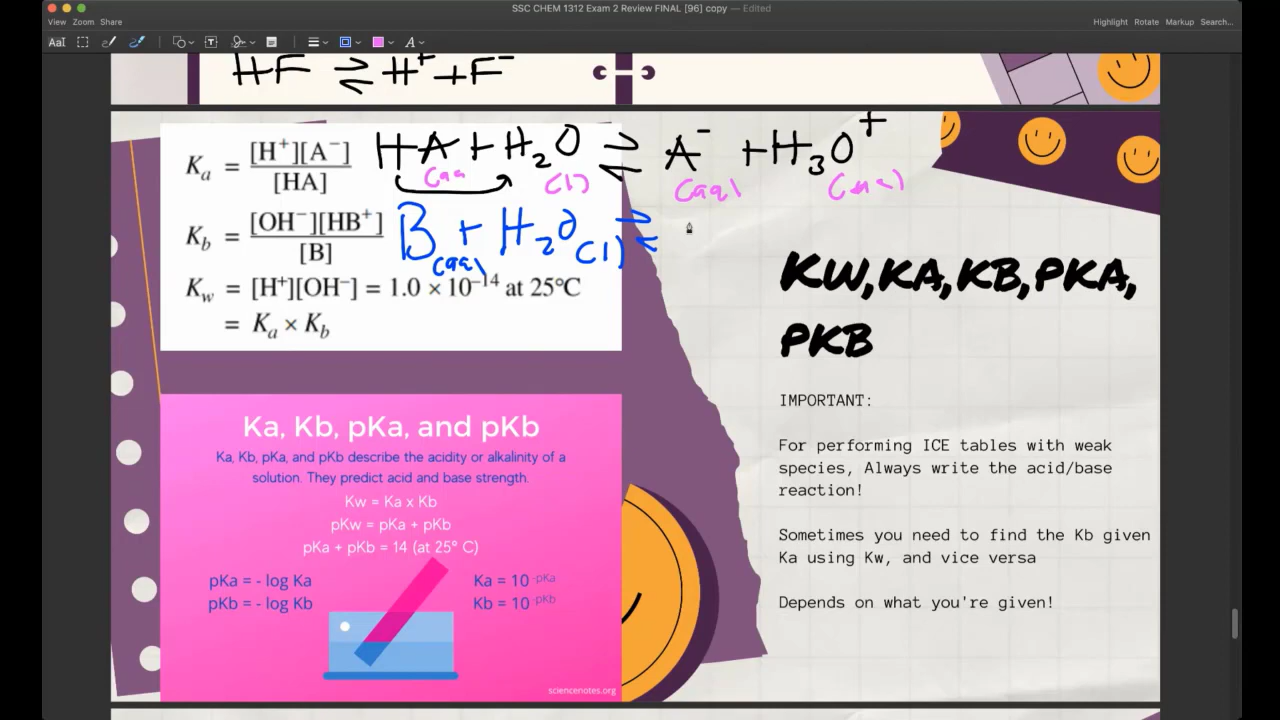 SSC CHEM 1312 Exam 2 Review FINAL [96] copy — Edited
View Zoom Share Highlight Rotate Markup Search...
AaI T A
HF ⇌ H⁺ + F⁻
Ka = [H⁺][A⁻] / [HA]
HA + H₂O ⇌ A⁻ + H₃O⁺
(aq (l) (aq) (aq)
Kb = [OH⁻][HB⁺] / [B]
B(aq) + H₂O(l) ⇌
Kw = [H⁺][OH⁻] = 1.0 × 10⁻¹⁴ at 25°C
= Ka × Kb
KW,KA,KB,PKA,
PKB
IMPORTANT:
For performing ICE tables with weak
species, Always write the acid/base
reaction!
Sometimes you need to find the Kb given
Ka using Kw, and vice versa
Depends on what you're given!
Ka, Kb, pKa, and pKb
Ka, Kb, pKa, and pKb describe the acidity or alkalinity of a
solution. They predict acid and base strength.
Kw = Ka x Kb
pKw = pKa + pKb
pKa + pKb = 14 (at 25° C)
pKa = - log Ka
pKb = - log Kb
Ka = 10 -pKa
Kb = 10 -pKb
sciencenotes.org